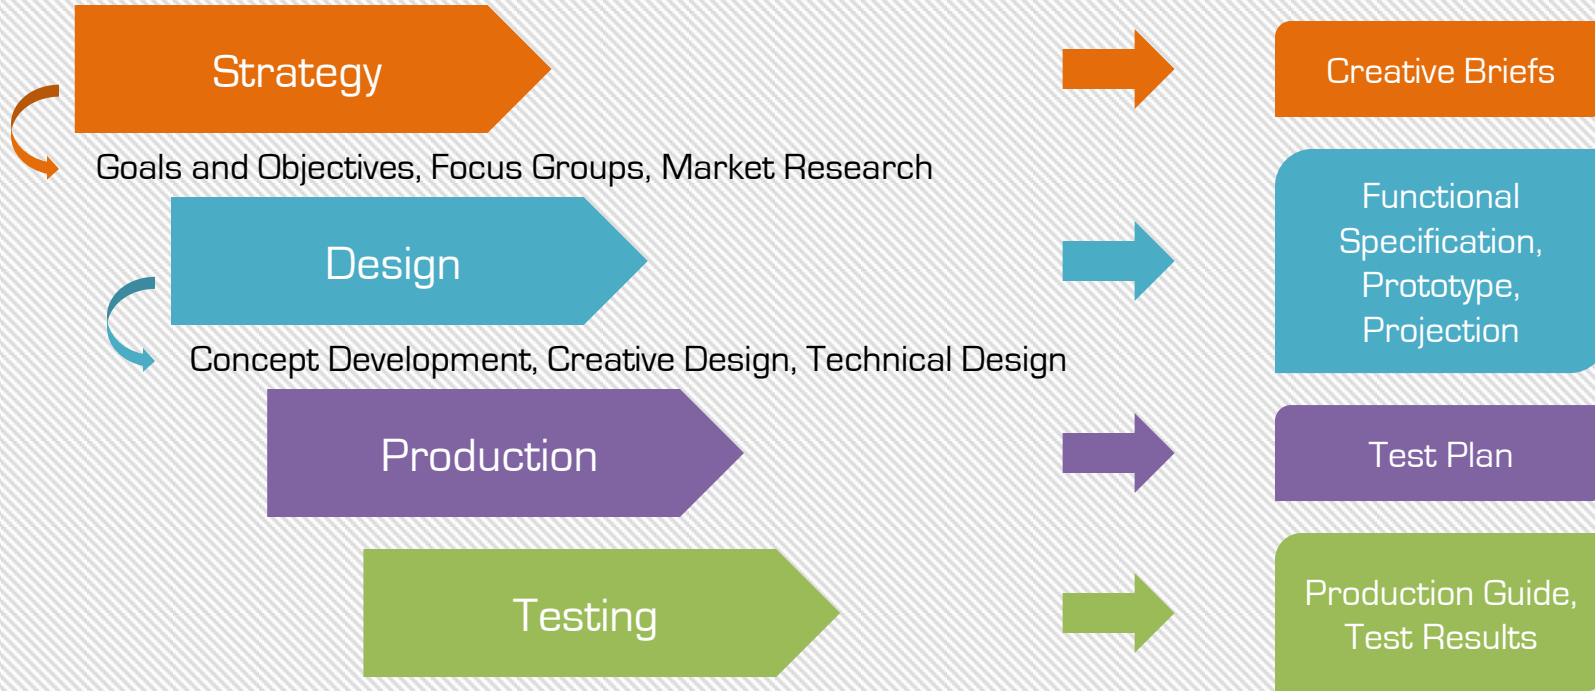 Strategy
Creative Briefs
Goals and Objectives, Focus Groups, Market Research
Design
Functional
Specification,
Prototype,
Projection
Concept Development, Creative Design, Technical Design
Production
Test Plan
Testing
Production Guide,
Test Results